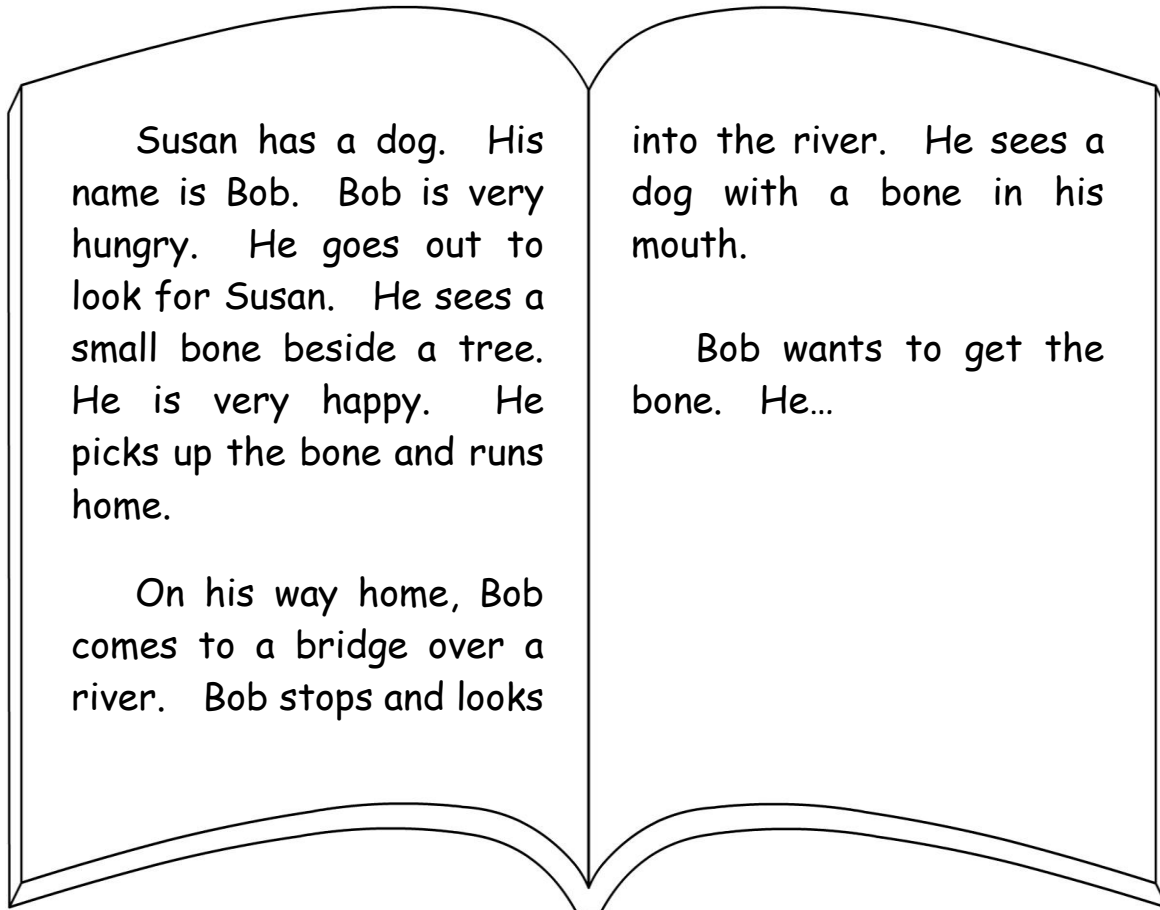 Susan has a dog. His
name is Bob. Bob is very
hungry. He goes out to
look for Susan. He sees a
small bone beside a tree.
He is very happy. He
picks up the bone and runs
home.
On his way home, Bob
comes to a bridge over a
river. Bob stops and looks
into the river. He sees a
dog with a bone in his
mouth.
Bob wants to get the
bone. He…